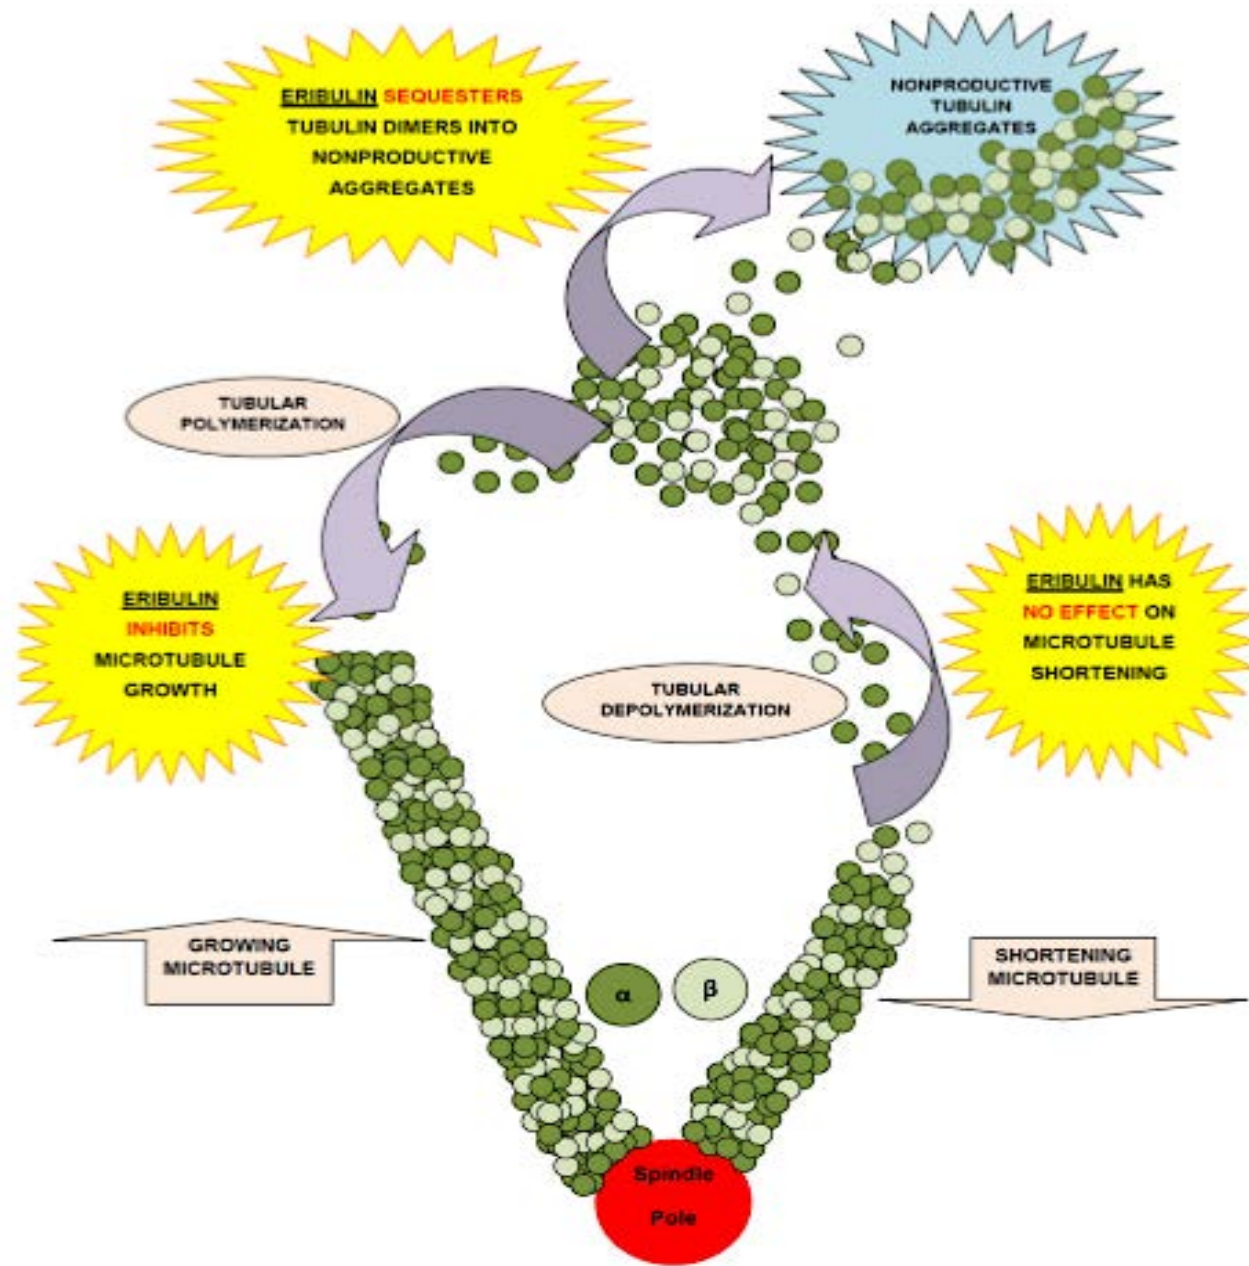 ERIBULIN SEQUESTERS
TUBULIN DIMERS INTO
NONPRODUCTIVE
AGGREGATES
NONPRODUCTIVE
TUBULIN
AGGREGATES
TUBULAR
POLYMERIZATION
ERIBULIN
INHIBITS
MICROTUBULE
GROWTH
ERIBULIN HAS
NO EFFECT ON
MICROTUBULE
SHORTENING
TUBULAR
DEPOLYMERIZATION
GROWING
MICROTUBULE
α
β
SHORTENING
MICROTUBULE
Spindle
Pole